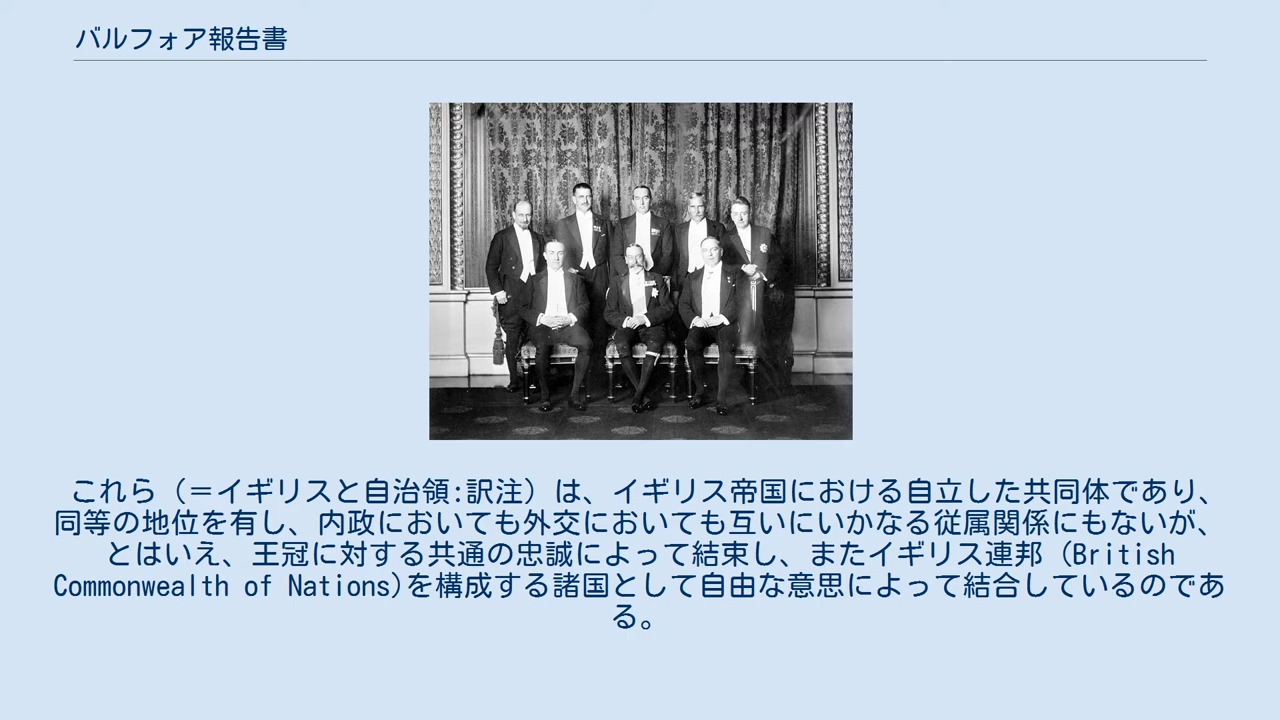 バルフォア報告書
これら（＝イギリスと自治領:訳注）は、イギリス帝国における自立した共同体であり、
同等の地位を有し、内政においても外交においても互いにいかなる従属関係にもないが、
とはいえ、王冠に対する共通の忠誠によって結束し、またイギリス連邦（British
Commonwealth of Nations)を構成する諸国として自由な意思によって結合しているのであ
る。